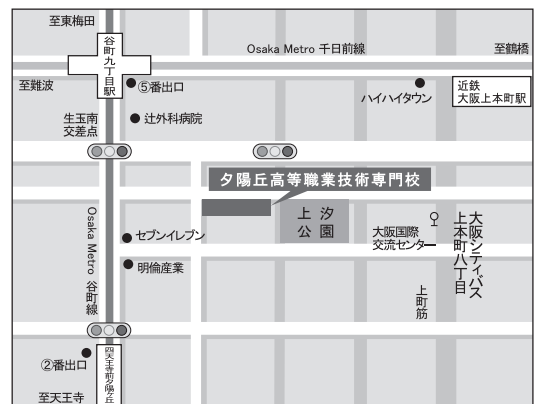 至東梅田
谷町九丁目駅
Osaka Metro 千日前線
至鶴橋
至難波
⑤番出口
ハイハイタウン
近鉄
大阪上本町駅
生玉南
交差点
辻外科病院
夕陽丘高等職業技術専門校
上汐
公園
Osaka Metro 谷町線
セブンイレブン
明倫産業
大阪国際
交流センター
大阪シティバス
上本町八丁目
上町筋
②番出口
四天王寺前夕陽ヶ丘
至天王寺